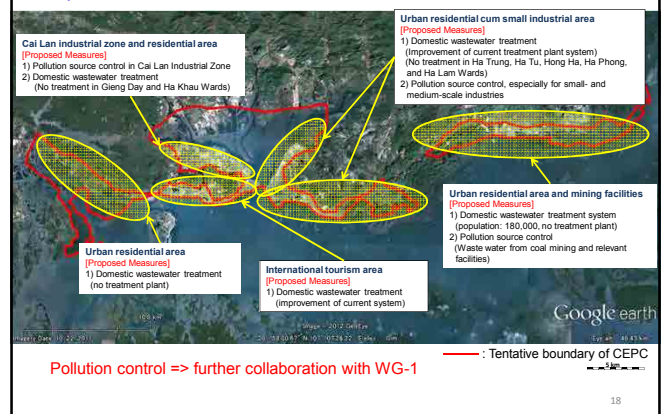 Urban residential cum small industrial area
[Proposed Measures]
1) Domestic wastewater treatment
(Improvement of current treatment plant system)
(No treatment in Ha Trung, Ha Tu, Hong Ha, Ha Phong,
and Ha Lam Wards)
2) Pollution source control, especially for small- and
medium-scale industries
Cai Lan industrial zone and residential area
[Proposed Measures]
1) Pollution source control in Cai Lan Industrial Zone
2) Domestic wastewater treatment
(No treatment in Gieng Day and Ha Khau Wards)
Urban residential area and mining facilities
[Proposed Measures]
1) Domestic wastewater treatment system
(population: 180,000, no treatment plant)
2) Pollution source control
(Waste water from coal mining and relevant
facilities)
Urban residential area
[Proposed Measures]
1) Domestic wastewater treatment
(no treatment plant)
International tourism area
[Proposed Measures]
1) Domestic wastewater treatment
(improvement of current system)
Google earth
Pollution control => further collaboration with WG-1
: Tentative boundary of CEPC
5 km
18